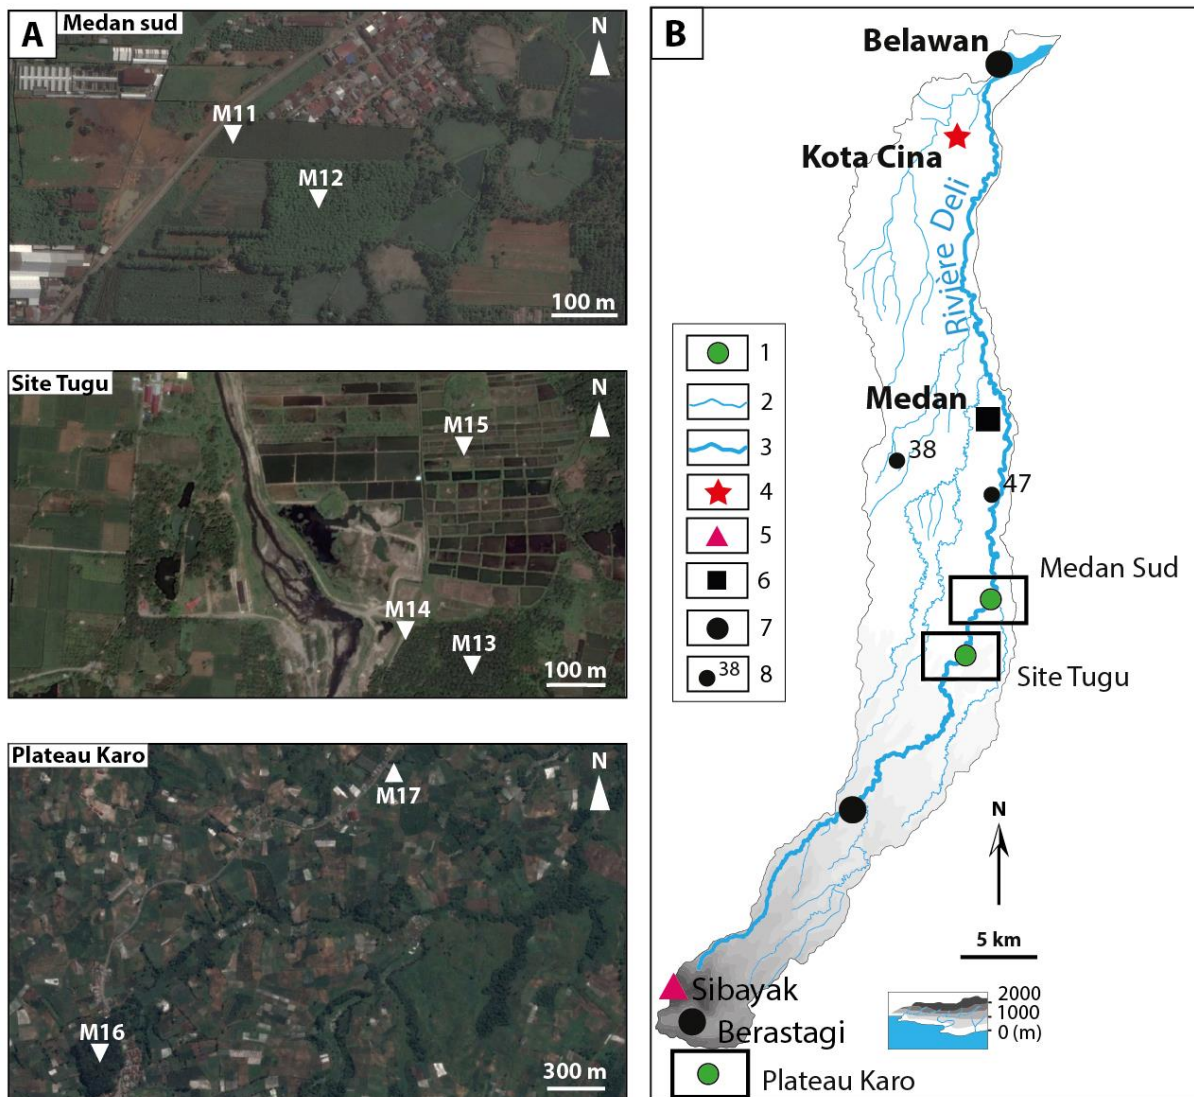 A
Medan sud
N
M11
M12
100 m
Site Tugu
N
M15
M14
M13
100 m
Plateau Karo
N
M17
M16
300 m
B
Belawan
Kota Cina
Rivière Deli
1
2
3
4
5
6
7
38 8
Medan
38
47
Medan Sud
Site Tugu
N
5 km
Sibayak
Berastagi
2000
1000
0 (m)
Plateau Karo